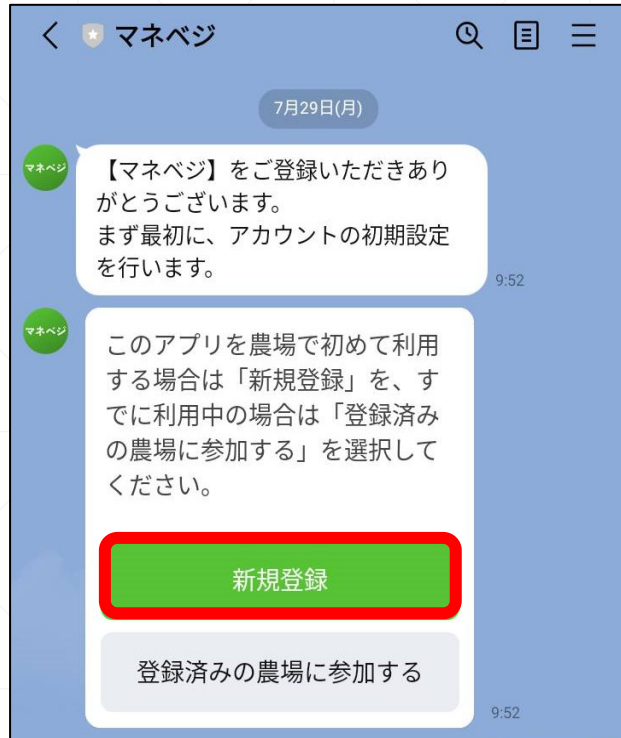 マネベジ
7月29日(月)
マネベジ
【マネベジ】をご登録いただきあり
がとうございます。
まず最初に、アカウントの初期設定
を行います。
9:52
マネベジ
このアプリを農場で初めて利用
する場合は「新規登録」を、す
でに利用中の場合は「登録済み
の農場に参加する」を選択して
ください。
新規登録
登録済みの農場に参加する
9:52